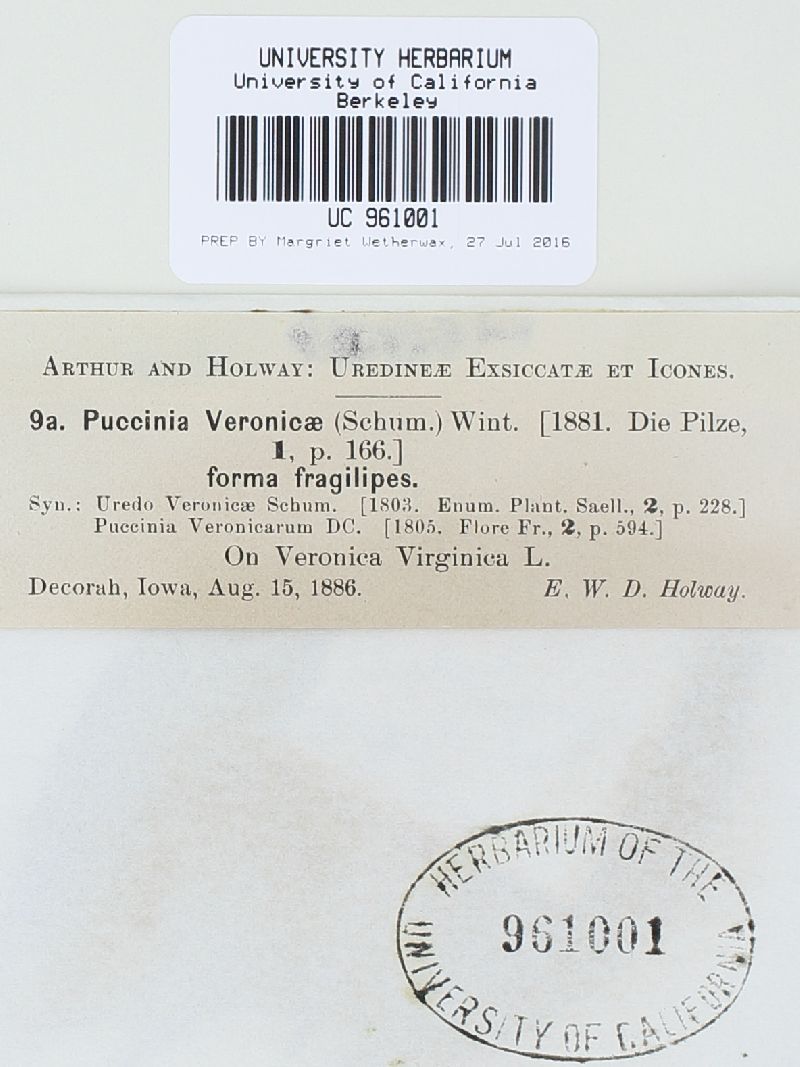 UNIVERSITY HERBARIUM
University of California
Berkeley
UC 961001
PREP BY Margriet Wetherwax, 27 Jul 2016
ARTHUR AND HOLWAY: UREDINEÆ EXSICCATÆ ET ICONES.
9a. Puccinia Veronicæ (Schum.) Wint. [1881. Die Pilze,
1, p. 166.]
forma fragilipes.
Syn.: Uredo Veronicæ Schum. [1803. Enum. Plant. Saell., 2, p. 228.]
Puccinia Veronicarum DC. [1805. Flore Fr., 2, p. 594.]
On Veronica Virginica L.
Decorah, Iowa, Aug. 15, 1886. E. W. D. Holway.
HERBARIUM OF THE
961001
UNIVERSITY OF CALIFORNIA